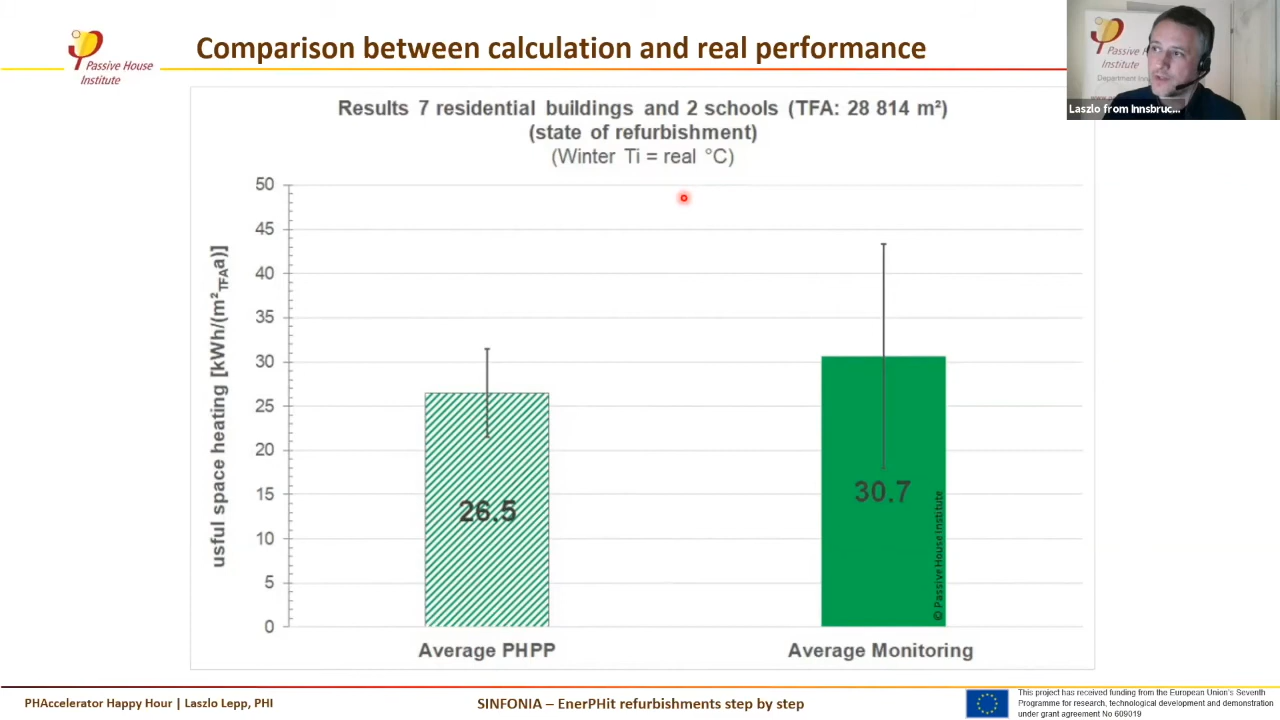 Passive House
Institute
Comparison between calculation and real performance
Passive H
Institute
Laszlo from Innsbruc...
Results 7 residential buildings and 2 schools (TFA: 28 814 m²)
(state of refurbishment)
(Winter Ti = real °C)
usful space heating [kWh/(m²TFAa)]
50
45
40
35
30
25
20
15
10
5
0
26.5
30.7
© Passive House Institute
Average PHPP
Average Monitoring
PHAccelerator Happy Hour | Laszlo Lepp, PHI
SINFONIA – EnerPHit refurbishments step by step
This project has received funding from the European Union's Seventh
Programme for research, technological development and demonstration
under grant agreement No 609019